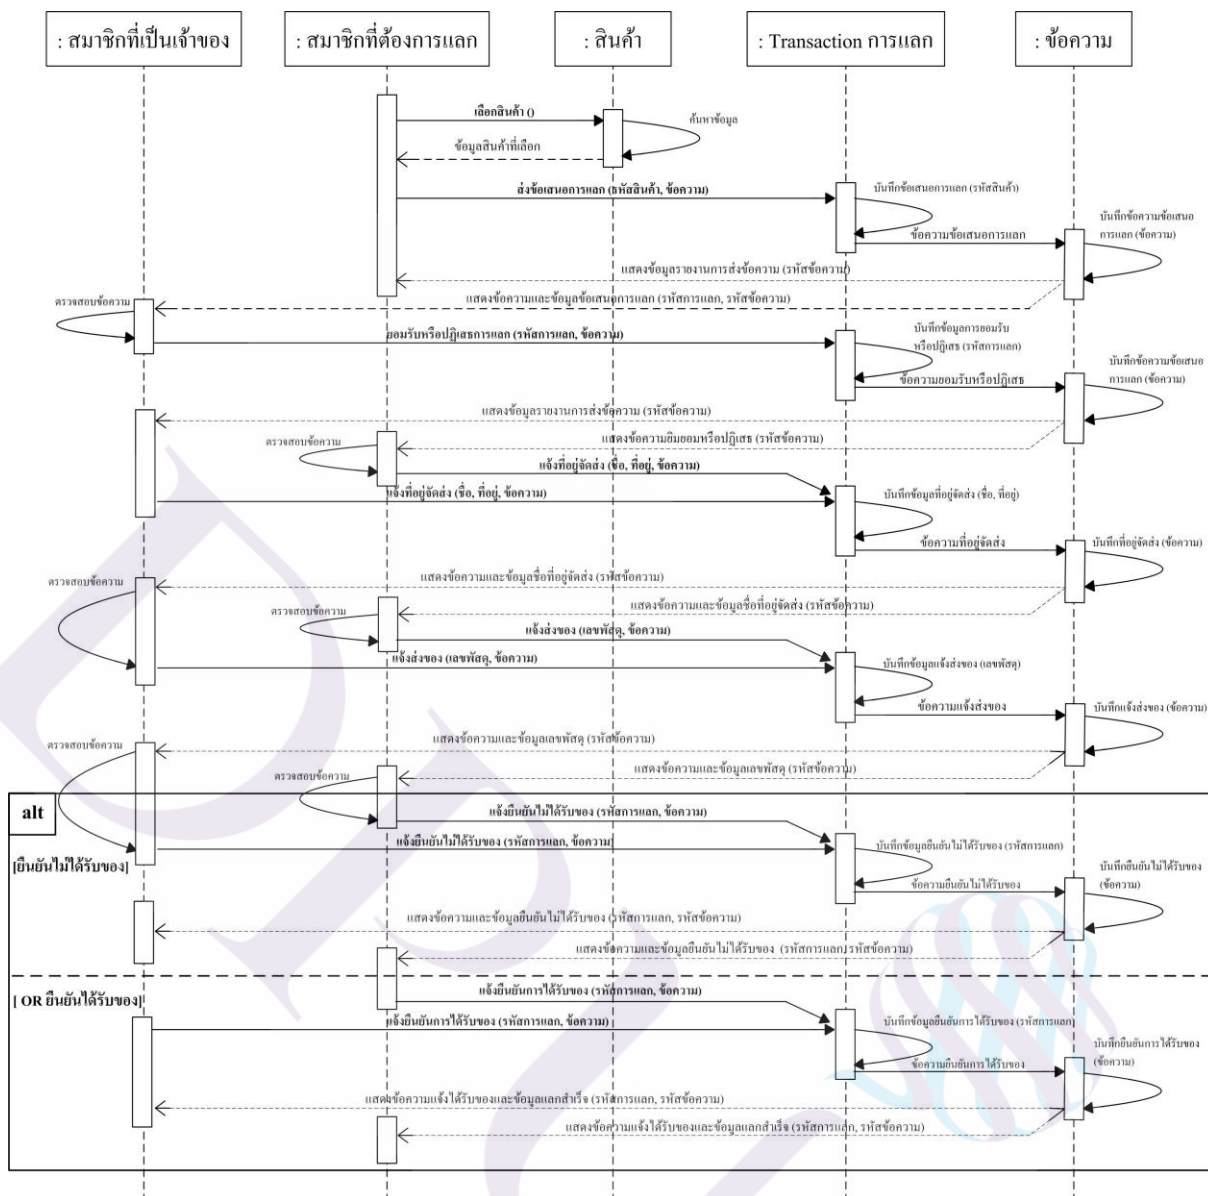 : สมาชิกที่เป็นเจ้าของ
: สมาชิกที่ต้องการแลก
: สินค้า
: Transaction การแลก
: ข้อความ
เลือกสินค้า ()
ค้นหาข้อมูล
ข้อมูลสินค้าที่เลือก
ส่งข้อเสนอการแลก (รหัสสินค้า, ข้อความ)
บันทึกข้อเสนอการแลก (รหัสสินค้า)
บันทึกข้อความข้อเสนอ
การแลก (ข้อความ)
ข้อความข้อเสนอการแลก
แสดงข้อมูลรายงานการส่งข้อความ (รหัสข้อความ)
แสดงข้อความและข้อมูลข้อเสนอการแลก (รหัสการแลก, รหัสข้อความ)
ตรวจสอบข้อความ
ยอมรับหรือปฏิเสธการแลก (รหัสการแลก, ข้อความ)
บันทึกข้อมูลการยอมรับ
หรือปฏิเสธ (รหัสการแลก)
บันทึกข้อความข้อเสนอ
การแลก (ข้อความ)
ข้อความยอมรับหรือปฏิเสธ
แสดงข้อมูลรายงานการส่งข้อความ (รหัสข้อความ)
แสดงข้อความยินยอมหรือปฏิเสธ (รหัสข้อความ)
ตรวจสอบข้อความ
แจ้งที่อยู่จัดส่ง (ชื่อ, ที่อยู่, ข้อความ)
แจ้งที่อยู่จัดส่ง (ชื่อ, ที่อยู่, ข้อความ)
บันทึกข้อมูลที่อยู่จัดส่ง (ชื่อ, ที่อยู่)
ข้อความที่อยู่จัดส่ง
บันทึกที่อยู่จัดส่ง (ข้อความ)
ตรวจสอบข้อความ
แสดงข้อความและข้อมูลชื่อที่อยู่จัดส่ง (รหัสข้อความ)
แสดงข้อความและข้อมูลชื่อที่อยู่จัดส่ง (รหัสข้อความ)
ตรวจสอบข้อความ
แจ้งส่งของ (เลขพัสดุ, ข้อความ)
แจ้งส่งของ (เลขพัสดุ, ข้อความ)
บันทึกข้อมูลแจ้งส่งของ (เลขพัสดุ)
ข้อความแจ้งส่งของ
บันทึกแจ้งส่งของ (ข้อความ)
ตรวจสอบข้อความ
แสดงข้อความและข้อมูลเลขพัสดุ (รหัสข้อความ)
แสดงข้อความและข้อมูลเลขพัสดุ (รหัสข้อความ)
ตรวจสอบข้อความ
alt
แจ้งยืนยันไม่ได้รับของ (รหัสการแลก, ข้อความ)
แจ้งยืนยันไม่ได้รับของ (รหัสการแลก, ข้อความ)
[ยืนยันไม่ได้รับของ]
บันทึกข้อมูลยืนยันไม่ได้รับของ (รหัสการแลก)
บันทึกยืนยันไม่ได้รับของ
(ข้อความ)
ข้อความยืนยันไม่ได้รับของ
แสดงข้อความและข้อมูลยืนยันไม่ได้รับของ (รหัสการแลก, รหัสข้อความ)
แสดงข้อความและข้อมูลยืนยันไม่ได้รับของ (รหัสการแลก, รหัสข้อความ)
[ OR ยืนยันได้รับของ]
แจ้งยืนยันการได้รับของ (รหัสการแลก, ข้อความ)
แจ้งยืนยันการได้รับของ (รหัสการแลก, ข้อความ)
บันทึกข้อมูลยืนยันการได้รับของ (รหัสการแลก)
บันทึกยืนยันการได้รับของ
(ข้อความ)
ข้อความยืนยันการได้รับของ
แสดงข้อความแจ้งได้รับของและข้อมูลแลกสำเร็จ (รหัสการแลก, รหัสข้อความ)
แสดงข้อความแจ้งได้รับของและข้อมูลแลกสำเร็จ (รหัสการแลก, รหัสข้อความ)